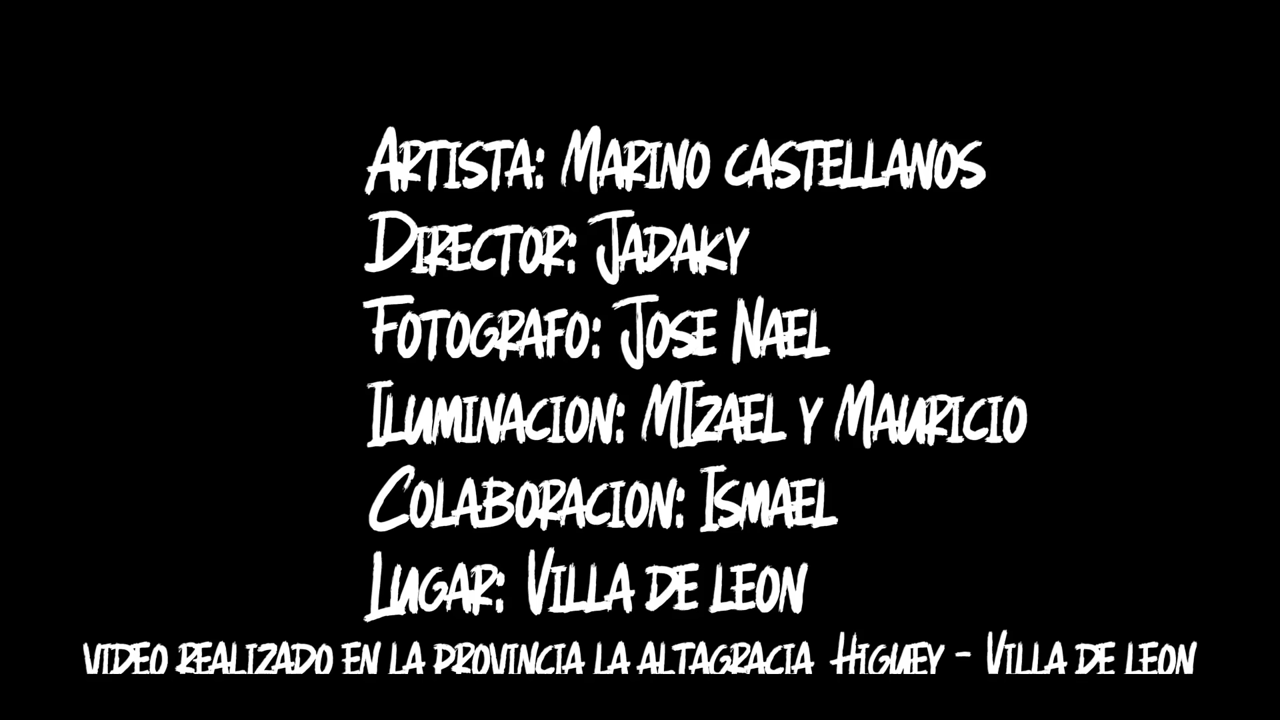 Artista: Marino castellanos
Director: Jadaky
Fotografo: Jose Nael
Iluminacion: MIzael y Mauricio
Colaboracion: Ismael
Lugar: Villa de leon
video realizado en la provincia la altagracia Higuey - Villa de leon